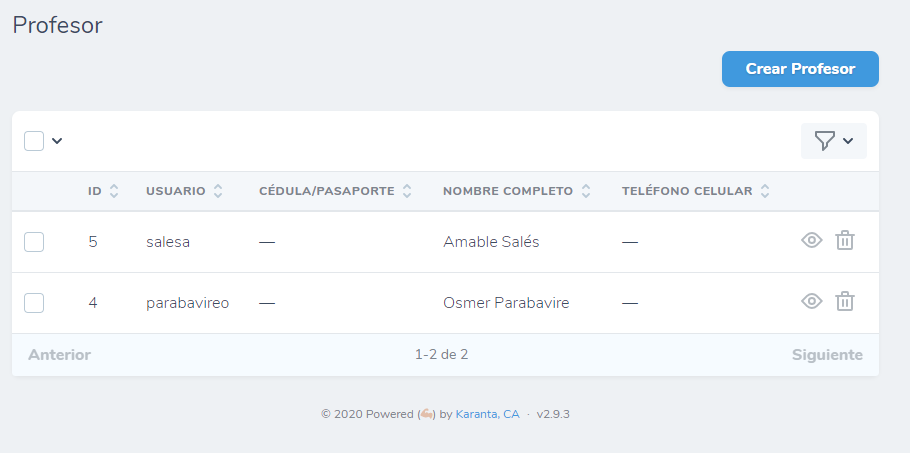 Profesor
Crear Profesor
ID USUARIO CÉDULA/PASAPORTE NOMBRE COMPLETO TELÉFONO CELULAR
5 salesa — Amable Salés —
4 parabavireo — Osmer Parabavire —
Anterior 1-2 de 2 Siguiente
© 2020 Powered (💪🏼) by Karanta, CA · v2.9.3